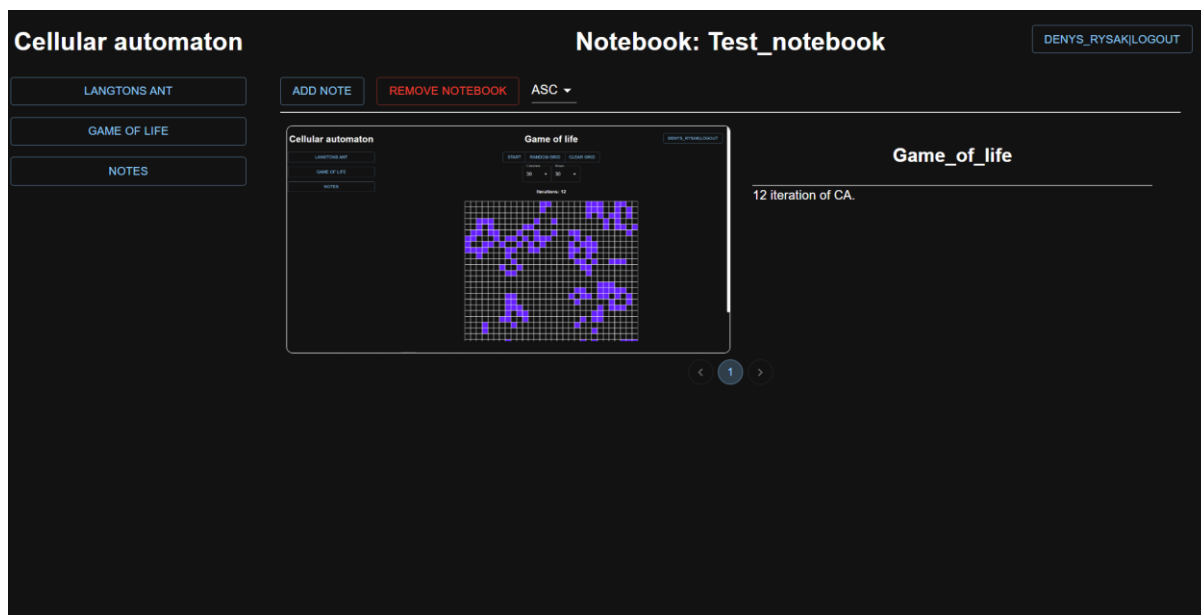 Cellular automaton
Notebook: Test_notebook
DENYS_RYSAK|LOGOUT
LANGTONS ANT
GAME OF LIFE
NOTES
ADD NOTE
REMOVE NOTEBOOK
ASC
Cellular automaton
Game of life
DENYS_RYSAK|LOGOUT
LANGTONS ANT
GAME OF LIFE
NOTES
START
RANDOM GRID
CLEAR GRID
30
30
Iterations: 12
Game_of_life
12 iteration of CA.
1